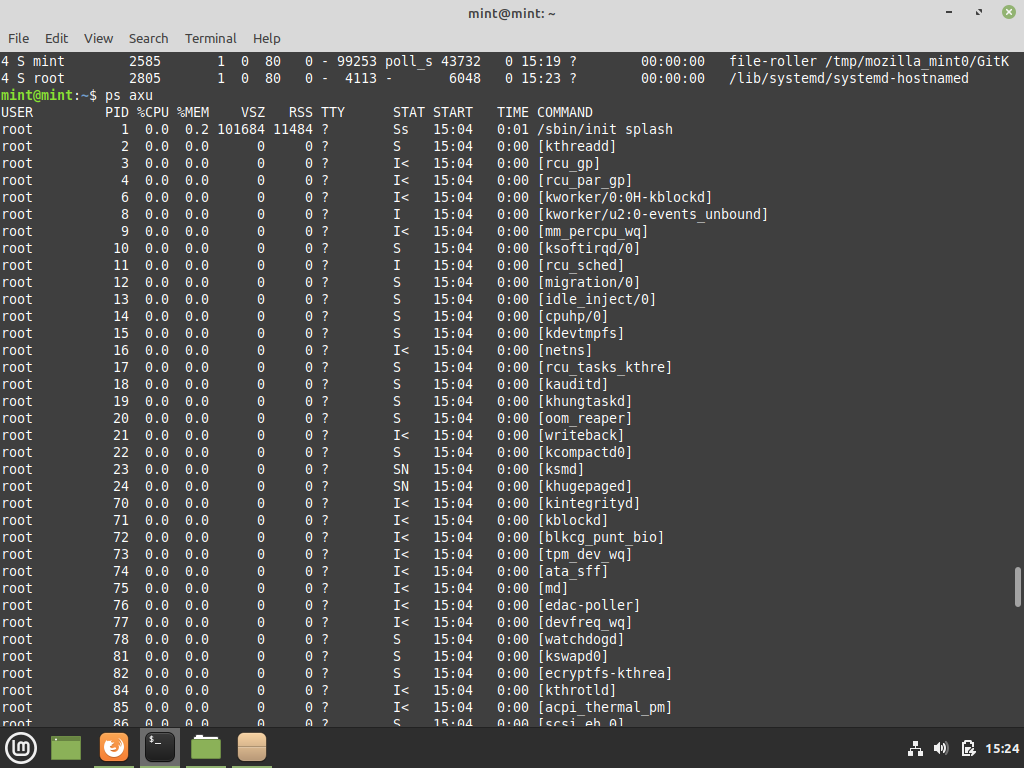 mint@mint: ~
File Edit View Search Terminal Help
4 S mint        2585       1  0  80   0 - 99253 poll_s 43732   0 15:19 ?        00:00:00   file-roller /tmp/mozilla_mint0/GitK
4 S root        2805       1  0  80   0 -  4113 -       6048   0 15:23 ?        00:00:00   /lib/systemd/systemd-hostnamed
mint@mint:~$ ps axu
USER         PID %CPU %MEM    VSZ   RSS TTY      STAT START   TIME COMMAND
root           1  0.0  0.2 101684 11484 ?        Ss   15:04   0:01 /sbin/init splash
root           2  0.0  0.0      0     0 ?        S    15:04   0:00 [kthreadd]
root           3  0.0  0.0      0     0 ?        I<   15:04   0:00 [rcu_gp]
root           4  0.0  0.0      0     0 ?        I<   15:04   0:00 [rcu_par_gp]
root           6  0.0  0.0      0     0 ?        I<   15:04   0:00 [kworker/0:0H-kblockd]
root           8  0.0  0.0      0     0 ?        I    15:04   0:00 [kworker/u2:0-events_unbound]
root           9  0.0  0.0      0     0 ?        I<   15:04   0:00 [mm_percpu_wq]
root          10  0.0  0.0      0     0 ?        S    15:04   0:00 [ksoftirqd/0]
root          11  0.0  0.0      0     0 ?        I    15:04   0:00 [rcu_sched]
root          12  0.0  0.0      0     0 ?        S    15:04   0:00 [migration/0]
root          13  0.0  0.0      0     0 ?        S    15:04   0:00 [idle_inject/0]
root          14  0.0  0.0      0     0 ?        S    15:04   0:00 [cpuhp/0]
root          15  0.0  0.0      0     0 ?        S    15:04   0:00 [kdevtmpfs]
root          16  0.0  0.0      0     0 ?        I<   15:04   0:00 [netns]
root          17  0.0  0.0      0     0 ?        S    15:04   0:00 [rcu_tasks_kthre]
root          18  0.0  0.0      0     0 ?        S    15:04   0:00 [kauditd]
root          19  0.0  0.0      0     0 ?        S    15:04   0:00 [khungtaskd]
root          20  0.0  0.0      0     0 ?        S    15:04   0:00 [oom_reaper]
root          21  0.0  0.0      0     0 ?        I<   15:04   0:00 [writeback]
root          22  0.0  0.0      0     0 ?        S    15:04   0:00 [kcompactd0]
root          23  0.0  0.0      0     0 ?        SN   15:04   0:00 [ksmd]
root          24  0.0  0.0      0     0 ?        SN   15:04   0:00 [khugepaged]
root          70  0.0  0.0      0     0 ?        I<   15:04   0:00 [kintegrityd]
root          71  0.0  0.0      0     0 ?        I<   15:04   0:00 [kblockd]
root          72  0.0  0.0      0     0 ?        I<   15:04   0:00 [blkcg_punt_bio]
root          73  0.0  0.0      0     0 ?        I<   15:04   0:00 [tpm_dev_wq]
root          74  0.0  0.0      0     0 ?        I<   15:04   0:00 [ata_sff]
root          75  0.0  0.0      0     0 ?        I<   15:04   0:00 [md]
root          76  0.0  0.0      0     0 ?        I<   15:04   0:00 [edac-poller]
root          77  0.0  0.0      0     0 ?        I<   15:04   0:00 [devfreq_wq]
root          78  0.0  0.0      0     0 ?        S    15:04   0:00 [watchdogd]
root          81  0.0  0.0      0     0 ?        S    15:04   0:00 [kswapd0]
root          82  0.0  0.0      0     0 ?        S    15:04   0:00 [ecryptfs-kthrea]
root          84  0.0  0.0      0     0 ?        I<   15:04   0:00 [kthrotld]
root          85  0.0  0.0      0     0 ?        I<   15:04   0:00 [acpi_thermal_pm]
root          86  0.0  0.0      0     0 ?        S    15:04   0:00 [scsi_eh_0]
$_
15:24